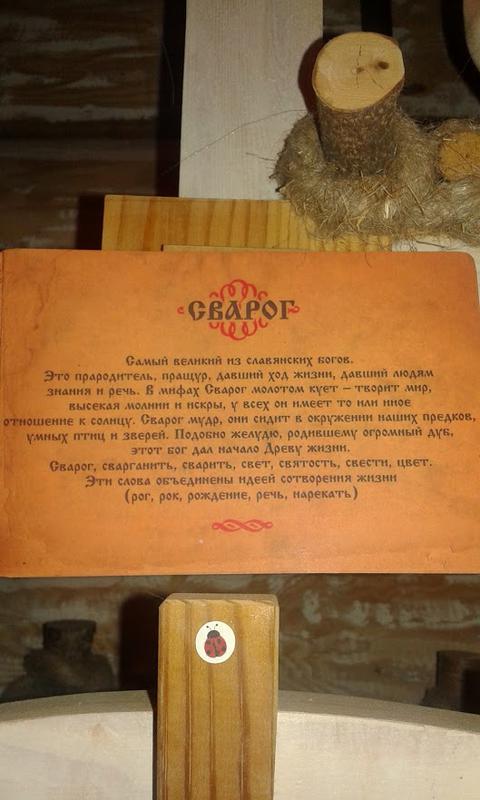 СВАРОГ
Самый великий из славянских богов.
Это прародитель, пращур, давший ход жизни, давший людям
знания и речь. В мифах Сварог молотом кует – творит мир,
высекая молнии и искры, у всех он имеет то или иное
отношение к солнцу. Сварог мудр, они сидит в окружении наших предков,
умных птиц и зверей. Подобно желудю, родившему огромный дуб,
этот бог дал начало Древу жизни.
Сварог, сварганить, сварить, свет, святость, свести, цвет.
Эти слова объединены идеей сотворения жизни
(рог, рок, рождение, речь, нарекать)